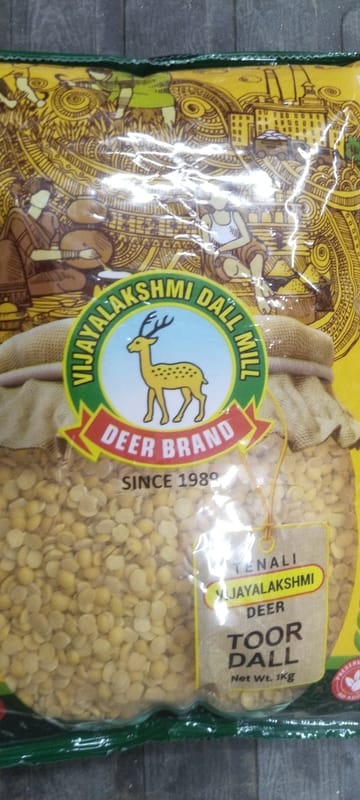 VIJAYALAKSHMI DALL MILL
DEER BRAND
SINCE 1989
TENALI
VIJAYALAKSHMI
DEER
TOOR
DALL
Net Wt. 1Kg